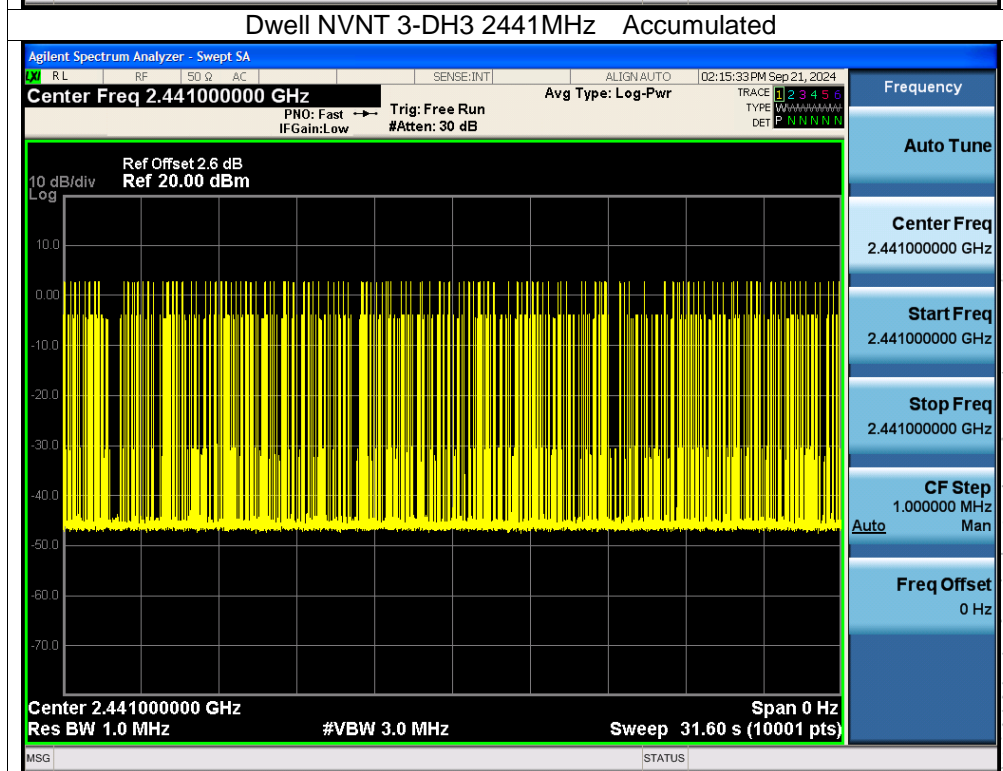 Dwell NVNT 3-DH3 2441MHz Accumulated
Agilent Spectrum Analyzer - Swept SA
LXI RL RF 50 Ω AC SENSE:INT ALIGN AUTO 02:15:33 PM Sep 21, 2024
Center Freq 2.441000000 GHz
PNO: Fast
IFGain:Low
Trig: Free Run
#Atten: 30 dB
Avg Type: Log-Pwr
TRACE 1 2 3 4 5 6
TYPE W
DET P N N N N N
Frequency
Auto Tune
Center Freq
2.441000000 GHz
Start Freq
2.441000000 GHz
Stop Freq
2.441000000 GHz
CF Step
1.000000 MHz
Auto Man
Freq Offset
0 Hz
Ref Offset 2.6 dB
10 dB/div Ref 20.00 dBm
Log
10.0
0.00
-10.0
-20.0
-30.0
-40.0
-50.0
-60.0
-70.0
Center 2.441000000 GHz Span 0 Hz
Res BW 1.0 MHz #VBW 3.0 MHz Sweep 31.60 s (10001 pts)
MSG STATUS